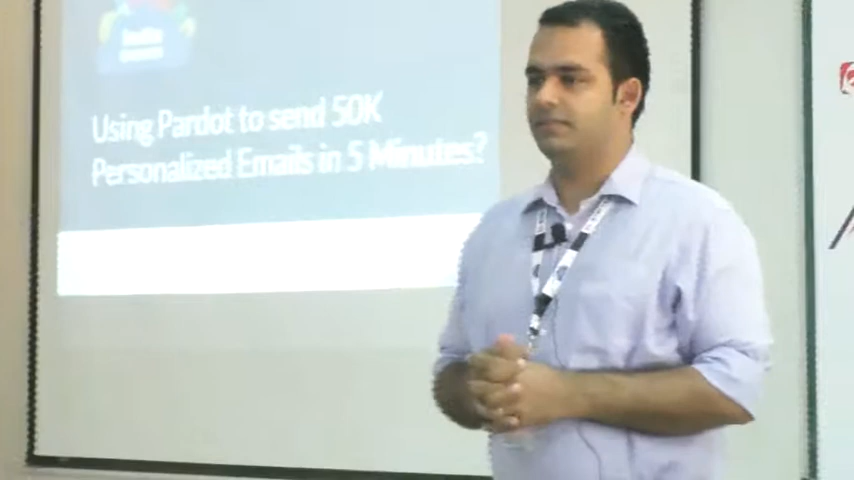 Using Pardot to send 50K
Personalized Emails in 5 Minutes?